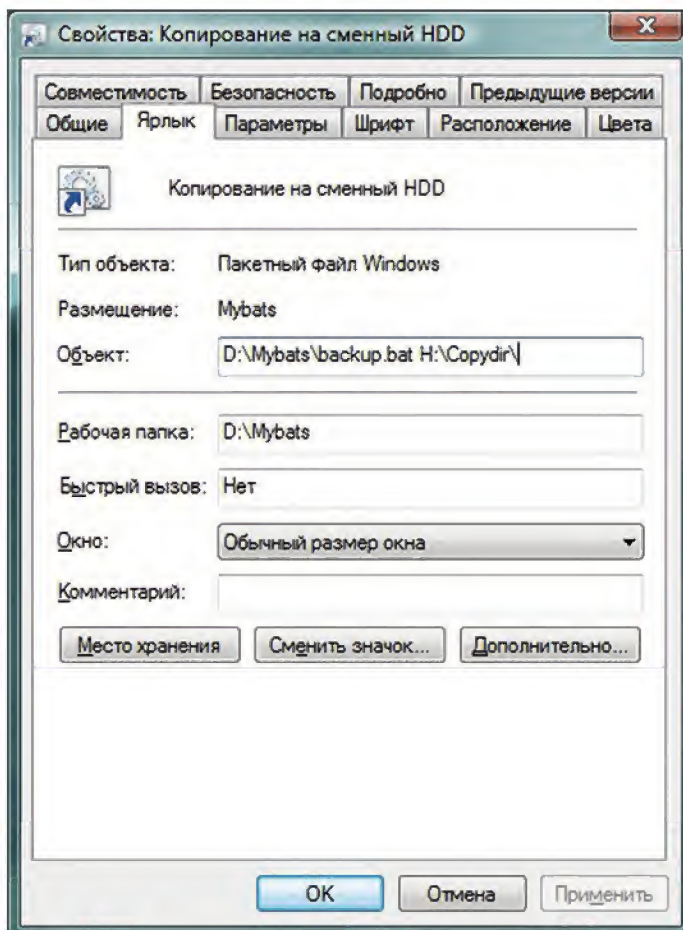 Свойства: Копирование на сменный HDD
Совместимость Безопасность Подробно Предыдущие версии
Общие Ярлык Параметры Шрифт Расположение Цвета
Копирование на сменный HDD
Тип объекта: Пакетный файл Windows
Размещение: Mybats
Объект: D:\Mybats\backup.bat H:\Copydir\
Рабочая папка: D:\Mybats
Быстрый вызов: Нет
Окно: Обычный размер окна
Комментарий:
Место хранения Сменить значок... Дополнительно...
OK Отмена Применить